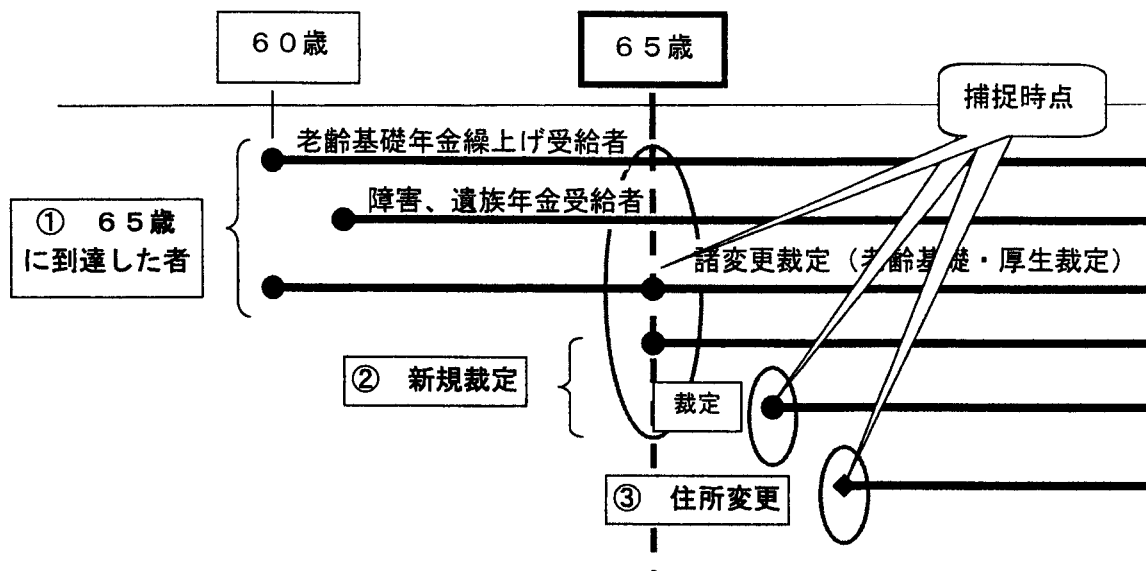 ６０歳
６５歳
捕捉時点
老齢基礎年金繰上げ受給者
障害、遺族年金受給者
①　６５歳
に到達した者
諸変更裁定（老齢基礎・厚生裁定）
②　新規裁定
裁定
③　住所変更